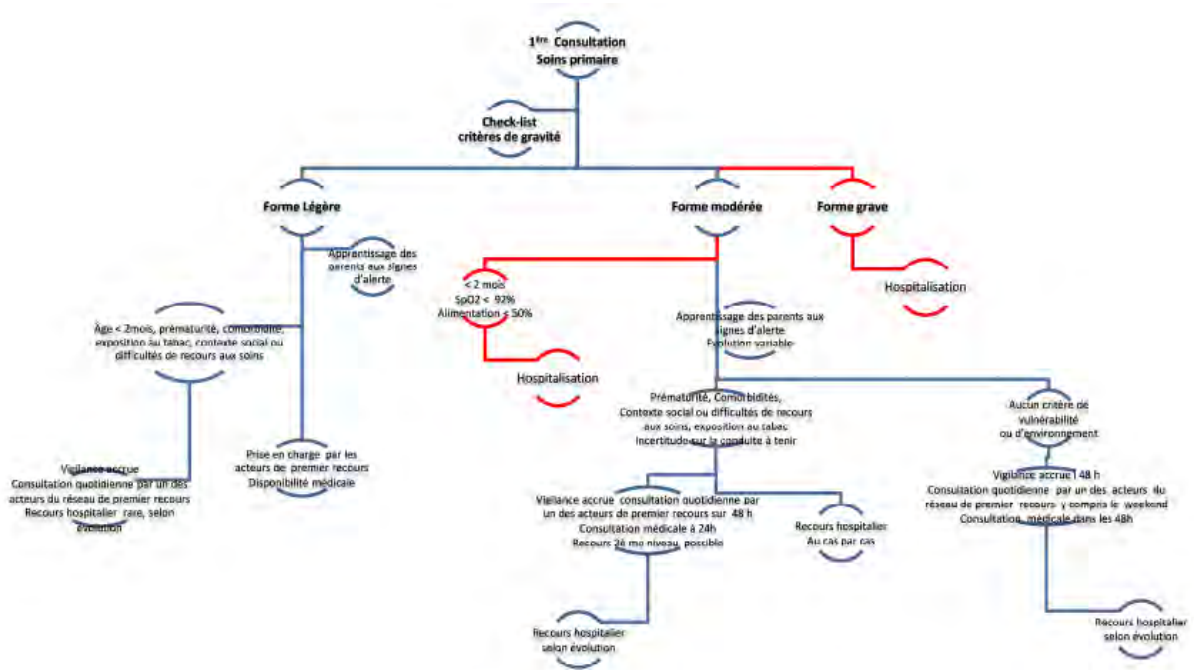 1ère Consultation
Soins primaire
Check-list
critères de gravité
Forme Légère
Forme modérée
Forme grave
Apprentissage des
parents aux signes
d'alerte
< 2 mois
SpO2 < 92%
Alimentation < 50%
Hospitalisation
Hospitalisation
Age < 2mois, prématurité, comorbidité,
exposition au tabac, contexte social ou
difficultés de recours aux soins
Apprentissage des parents aux
signes d'alerte
Evolution variable
Prématurité, Comorbidités,
Contexte social ou difficultés de recours
aux soins, exposition au tabac
Incertitude sur la conduite à tenir
Aucun critère de
vulnérabilité
ou d'environnement
Vigilance accrue
Consultation quotidienne par un des
acteurs du réseau de premier recours
Recours hospitalier rare, selon
évolution
Prise en charge par les
acteurs de premier recours
Disponibilité médicale
Vigilance accrue consultation quotidienne par
un des acteurs de premier recours sur 48 h
Consultation médicale à 24h
Recours 2é me niveau, possible
Recours hospitalier
Au cas par cas
Vigilance accrue 48 h
Consultation quotidienne par un des acteurs du
réseau de premier recours y compris le weekend
Consultation, médicale dans les 48h
Recours hospitalier
selon évolution
Recours hospitalier
selon évolution